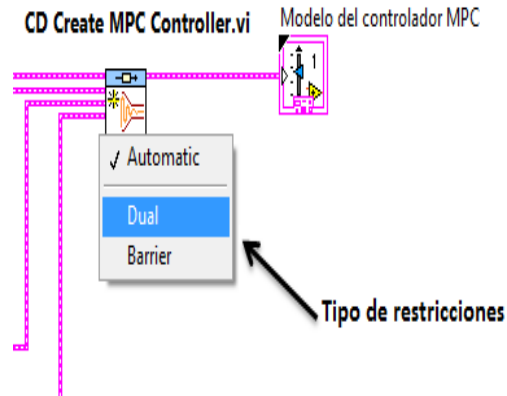 CD Create MPC Controller.vi
Modelo del controlador MPC
1
✓ Automatic
Dual
Barrier
Tipo de restricciones